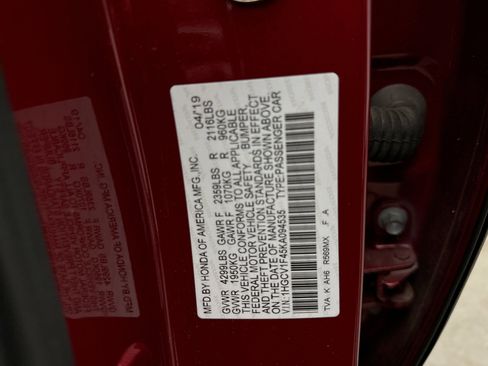 MFD BY HONDA OF AMERICA MFG., INC. 04/19
GVWR 4299LBS GAWR F 2359LBS R 2116LBS
GVWR 1950KG GAWR F 1070KG R 960KG
THIS VEHICLE CONFORMS TO ALL APPLICABLE
FEDERAL MOTOR VEHICLE SAFETY, BUMPER,
AND THEFT PREVENTION STANDARDS IN EFFECT
ON THE DATE OF MANUFACTURE SHOWN ABOVE.
V.I.N.:1HGCV1F45KA094535 TYPE:PASSENGER CAR
TVA K AH6 R569MX F A